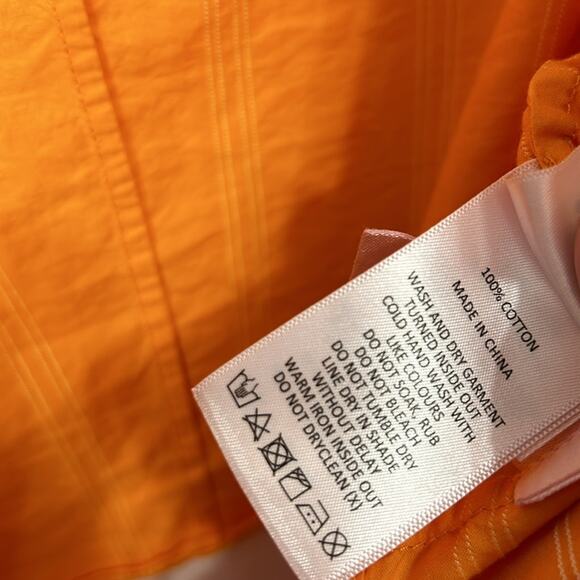 100% COTTON
MADE IN CHINA
WASH AND DRY GARMENT
TURNED INSIDE OUT
COLD HAND WASH WITH
LIKE COLOURS
DO NOT SOAK, RUB
DO NOT BLEACH
DO NOT TUMBLE DRY
LINE DRY IN SHADE
WITHOUT DELAY
WARM IRON INSIDE OUT
DO NOT DRYCLEAN (X)